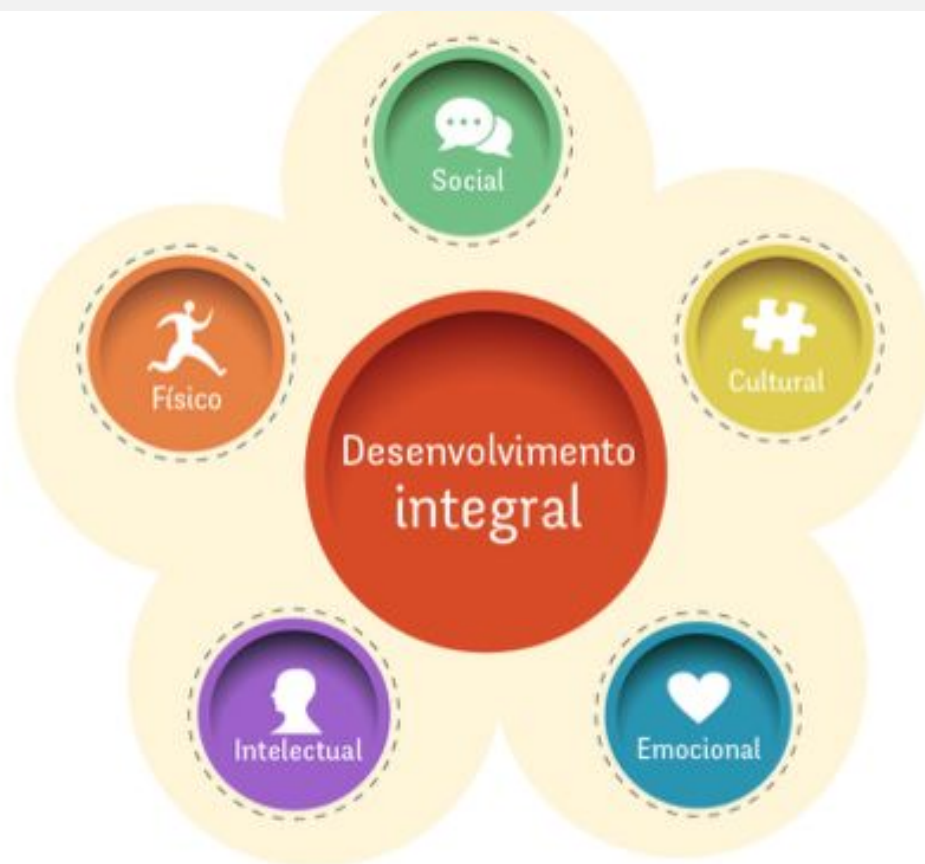 Social
Físico
Cultural
Desenvolvimento
integral
Intelectual
Emocional